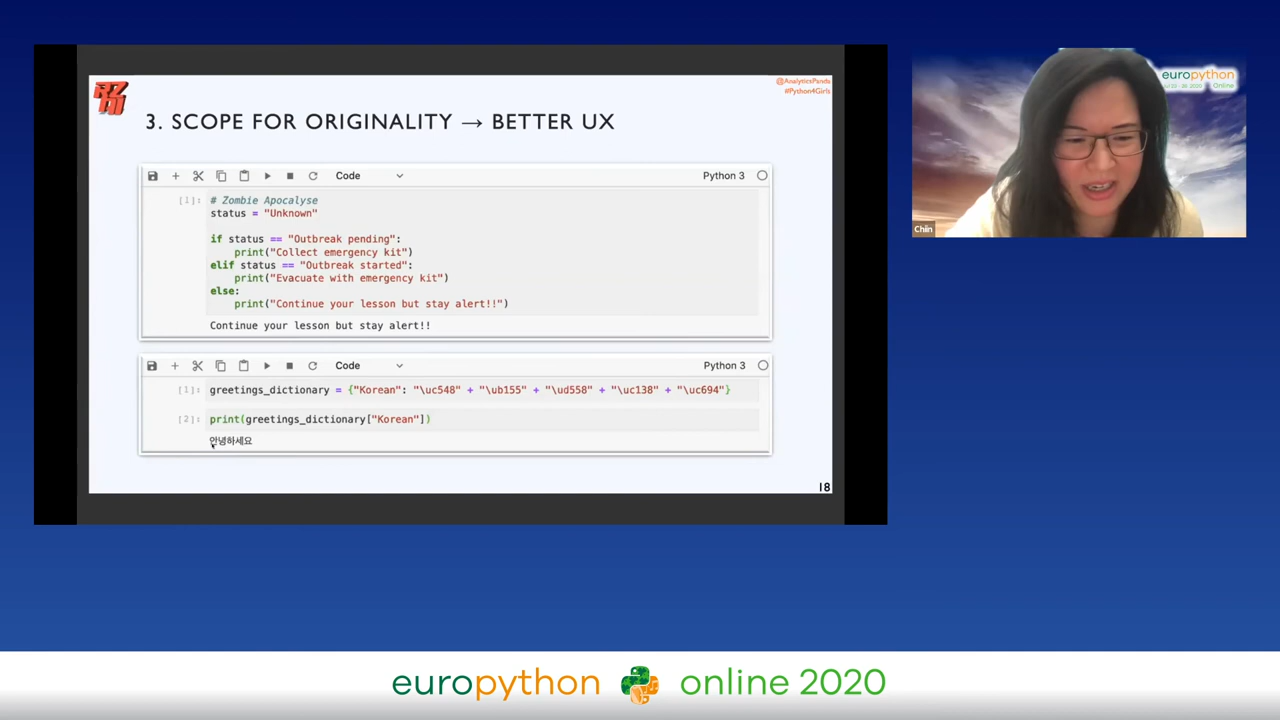 @AnalyticsPanda
#Python4Girls
3. SCOPE FOR ORIGINALITY → BETTER UX
Code
Python 3
[1]:
# Zombie Apocalyse
status = "Unknown"
if status == "Outbreak pending":
print("Collect emergency kit")
elif status == "Outbreak started":
print("Evacuate with emergency kit")
else:
print("Continue your lesson but stay alert!!")
Continue your lesson but stay alert!!
Code
Python 3
[1]: greetings_dictionary = {"Korean": "\uc548" + "\ub155" + "\ud558" + "\uc138" + "\uc694"}
[2]: print(greetings_dictionary["Korean"])
안녕하세요
18
europython
Online
Chiin
europython online 2020